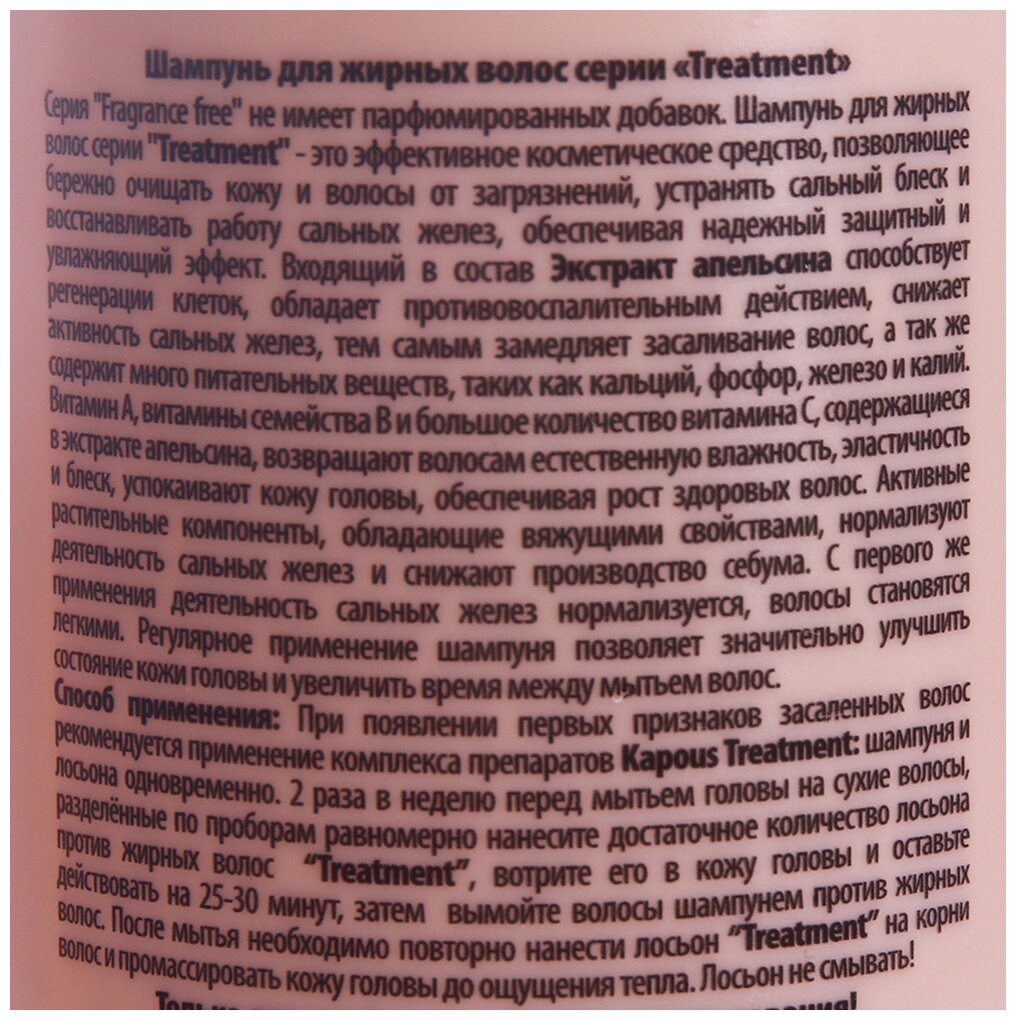 Шампунь для жирных волос серии «Treatment»
Серия "Fragrance free" не имеет парфюмированных добавок. Шампунь для жирных
волос серии "Treatment" - это эффективное косметическое средство, позволяющее
бережно очищать кожу и волосы от загрязнений, устранять сальный блеск и
восстанавливать работу сальных желез, обеспечивая надежный защитный и
увлажняющий эффект. Входящий в состав Экстракт апельсина способствует
регенерации клеток, обладает противовоспалительным действием, снижает
активность сальных желез, тем самым замедляет засаливание волос, а так же
содержит много питательных веществ, таких как кальций, фосфор, железо и калий.
Витамин А, витамины семейства В и большое количество витамина С, содержащиеся
в экстракте апельсина, возвращают волосам естественную влажность, эластичность
и блеск, успокаивают кожу головы, обеспечивая рост здоровых волос. Активные
растительные компоненты, обладающие вяжущими свойствами, нормализуют
деятельность сальных желез и снижают производство себума. С первого же
применения деятельность сальных желез нормализуется, волосы становятся
легкими. Регулярное применение шампуня позволяет значительно улучшить
состояние кожи головы и увеличить время между мытьем волос.
Способ применения: При появлении первых признаков засаленных волос
рекомендуется применение комплекса препаратов Kapous Treatment: шампуня и
лосьона одновременно. 2 раза в неделю перед мытьем головы на сухие волосы,
разделённые по проборам равномерно нанесите достаточное количество лосьона
против жирных волос “Treatment”, вотрите его в кожу головы и оставьте
действовать на 25-30 минут, затем вымойте волосы шампунем против жирных
волос. После мытья необходимо повторно нанести лосьон “Treatment” на корни
волос и промассировать кожу головы до ощущения тепла. Лосьон не смывать!